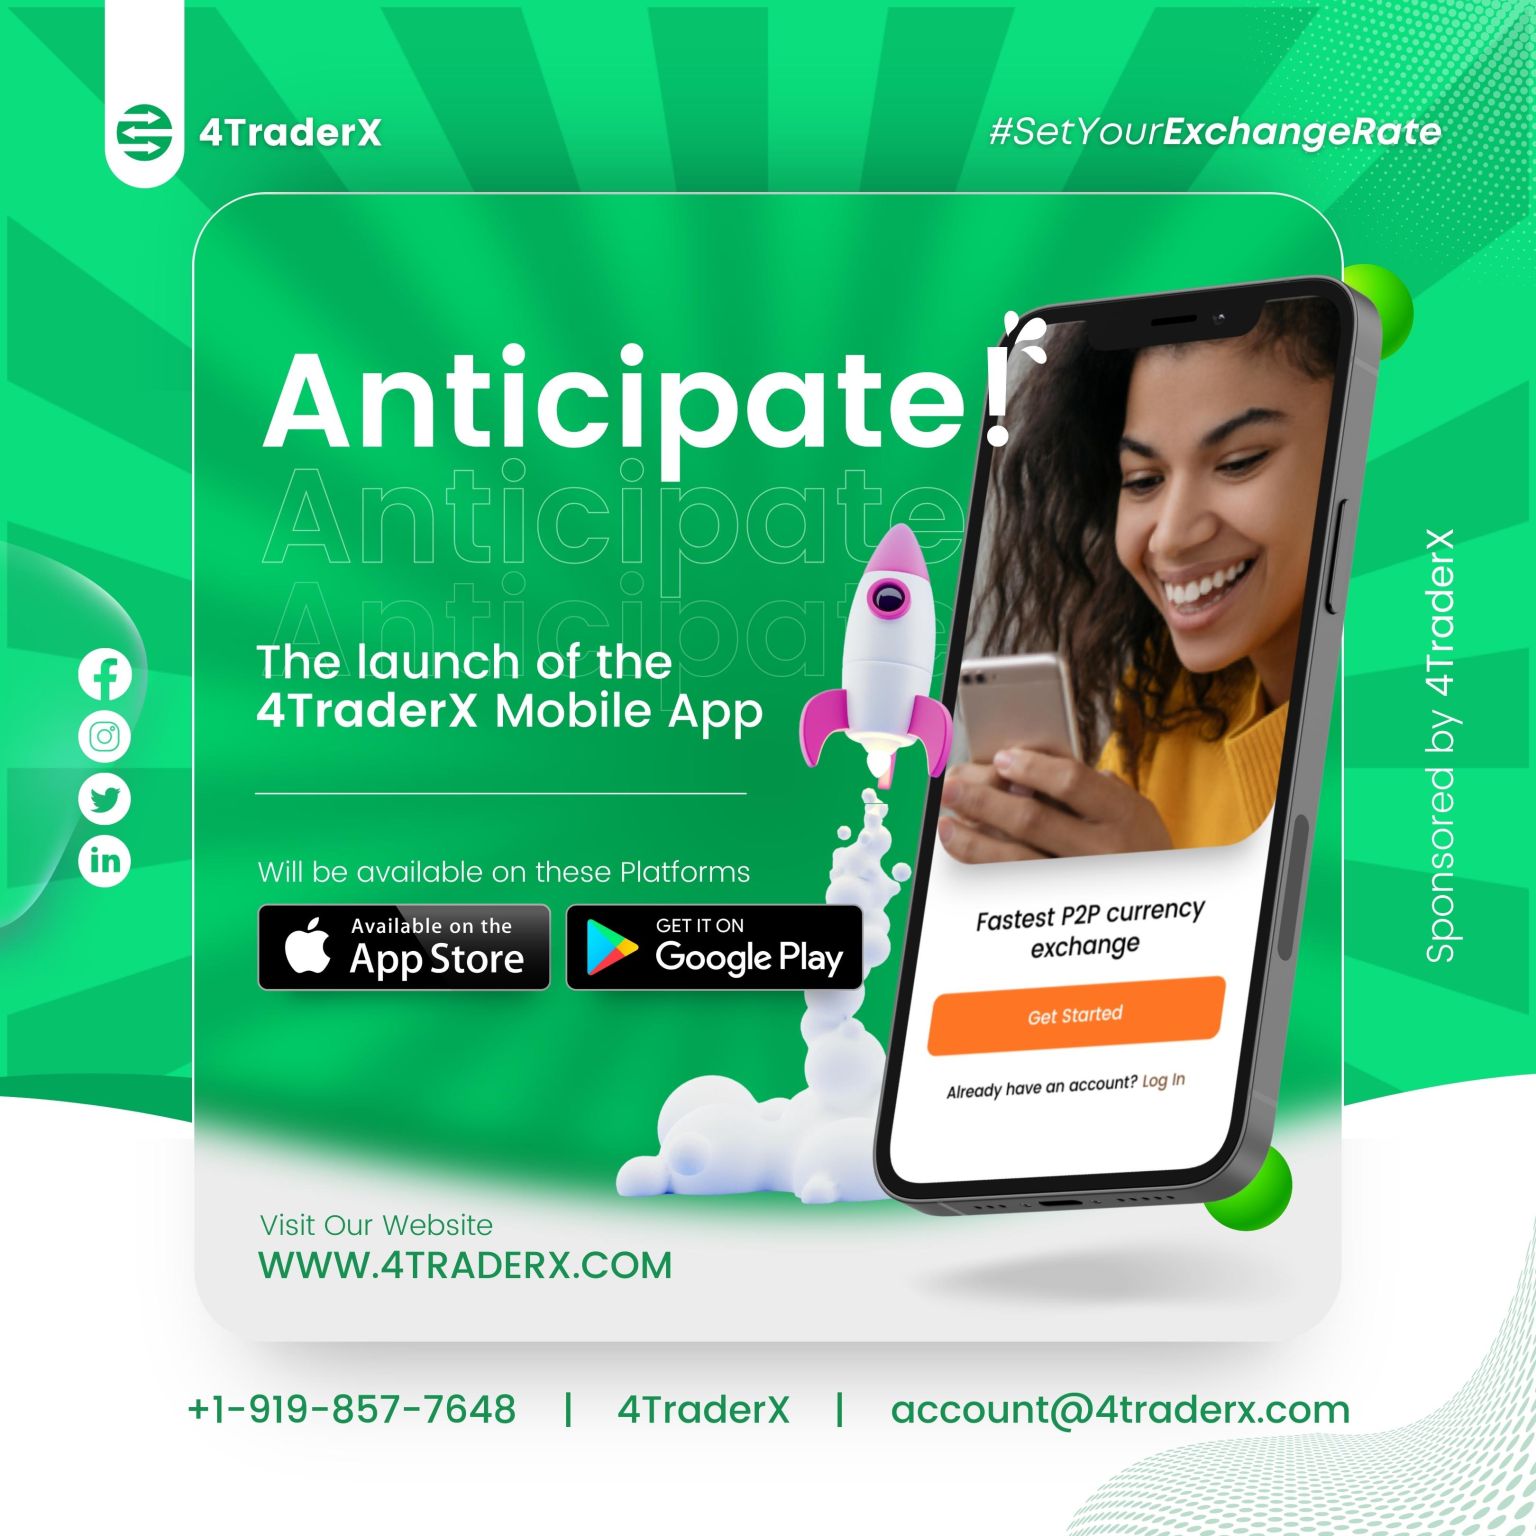 4TraderX
#SetYourExchangeRate
Anticipate!
Anticipate
Anticipate
The launch of the
4TraderX Mobile App
Will be available on these Platforms
Available on the
App Store
GET IT ON
Google Play
Fastest P2P currency
exchange
Get Started
Already have an account? Log In
Sponsored by 4TraderX
Visit Our Website
WWW.4TRADERX.COM
+1-919-857-7648 | 4TraderX | account@4traderx.com